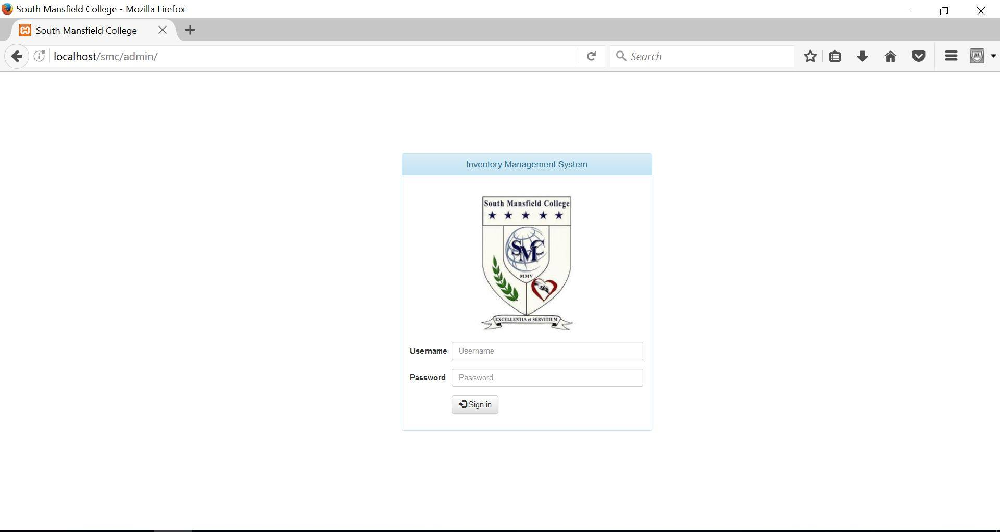 South Mansfield College - Mozilla Firefox
South Mansfield College
localhost/smc/admin/
Search
Inventory Management System
South Mansfield College
SMC
MMV
EXCELLENTIA et SERVITIUM
Username
Username
Password
Password
Sign in